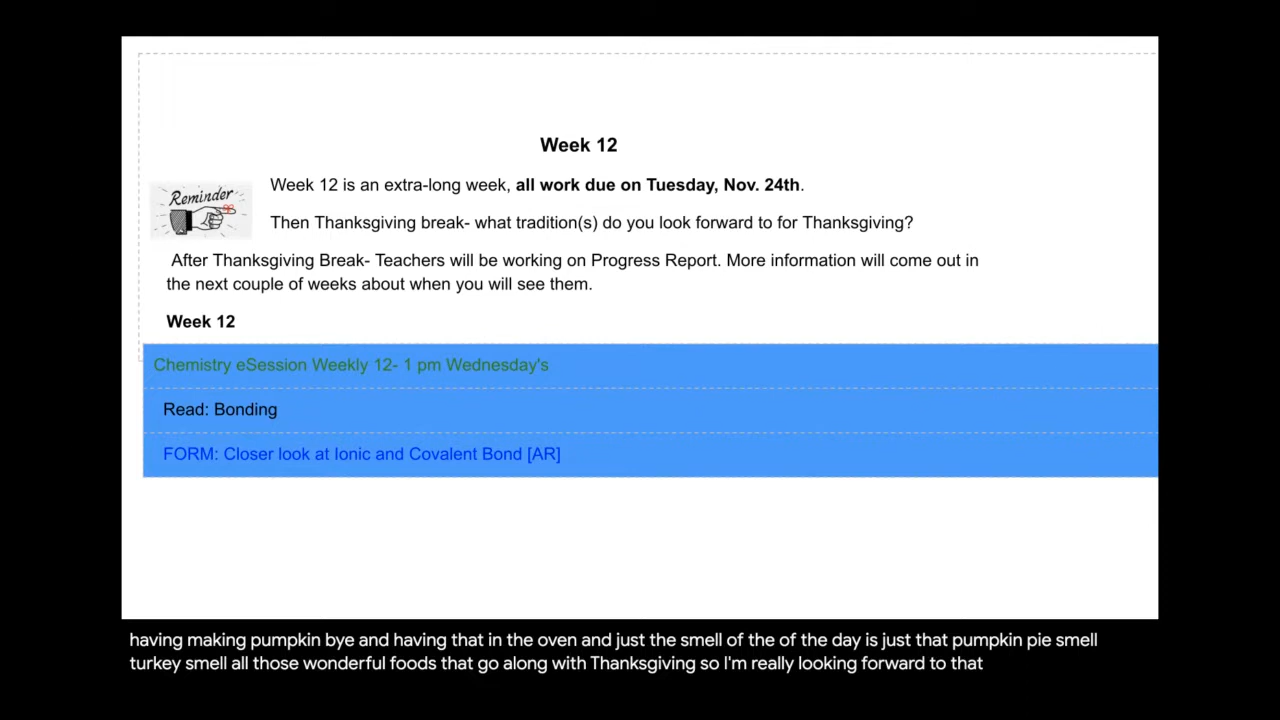 Week 12
Reminder
Week 12 is an extra-long week, all work due on Tuesday, Nov. 24th.
Then Thanksgiving break- what tradition(s) do you look forward to for Thanksgiving?
After Thanksgiving Break- Teachers will be working on Progress Report. More information will come out in
the next couple of weeks about when you will see them.
Week 12
Chemistry eSession Weekly 12- 1 pm Wednesday's
Read: Bonding
FORM: Closer look at Ionic and Covalent Bond [AR]
having making pumpkin bye and having that in the oven and just the smell of the of the day is just that pumpkin pie smell
turkey smell all those wonderful foods that go along with Thanksgiving so I'm really looking forward to that